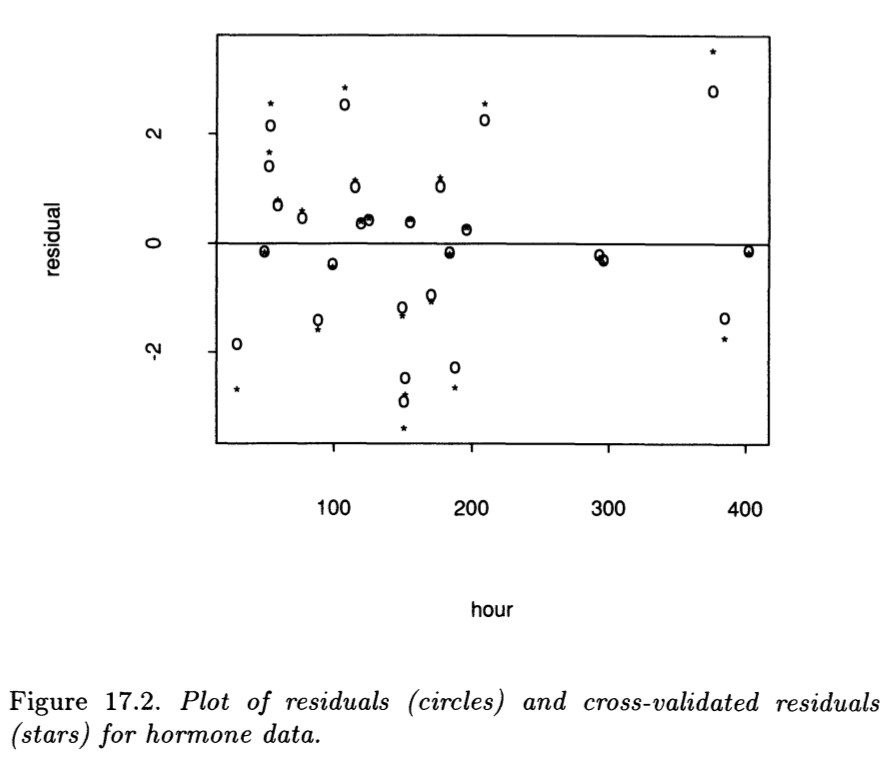 2
0
-2
residual
100 200 300 400
hour
Figure 17.2. Plot of residuals (circles) and cross-validated residuals
(stars) for hormone data.